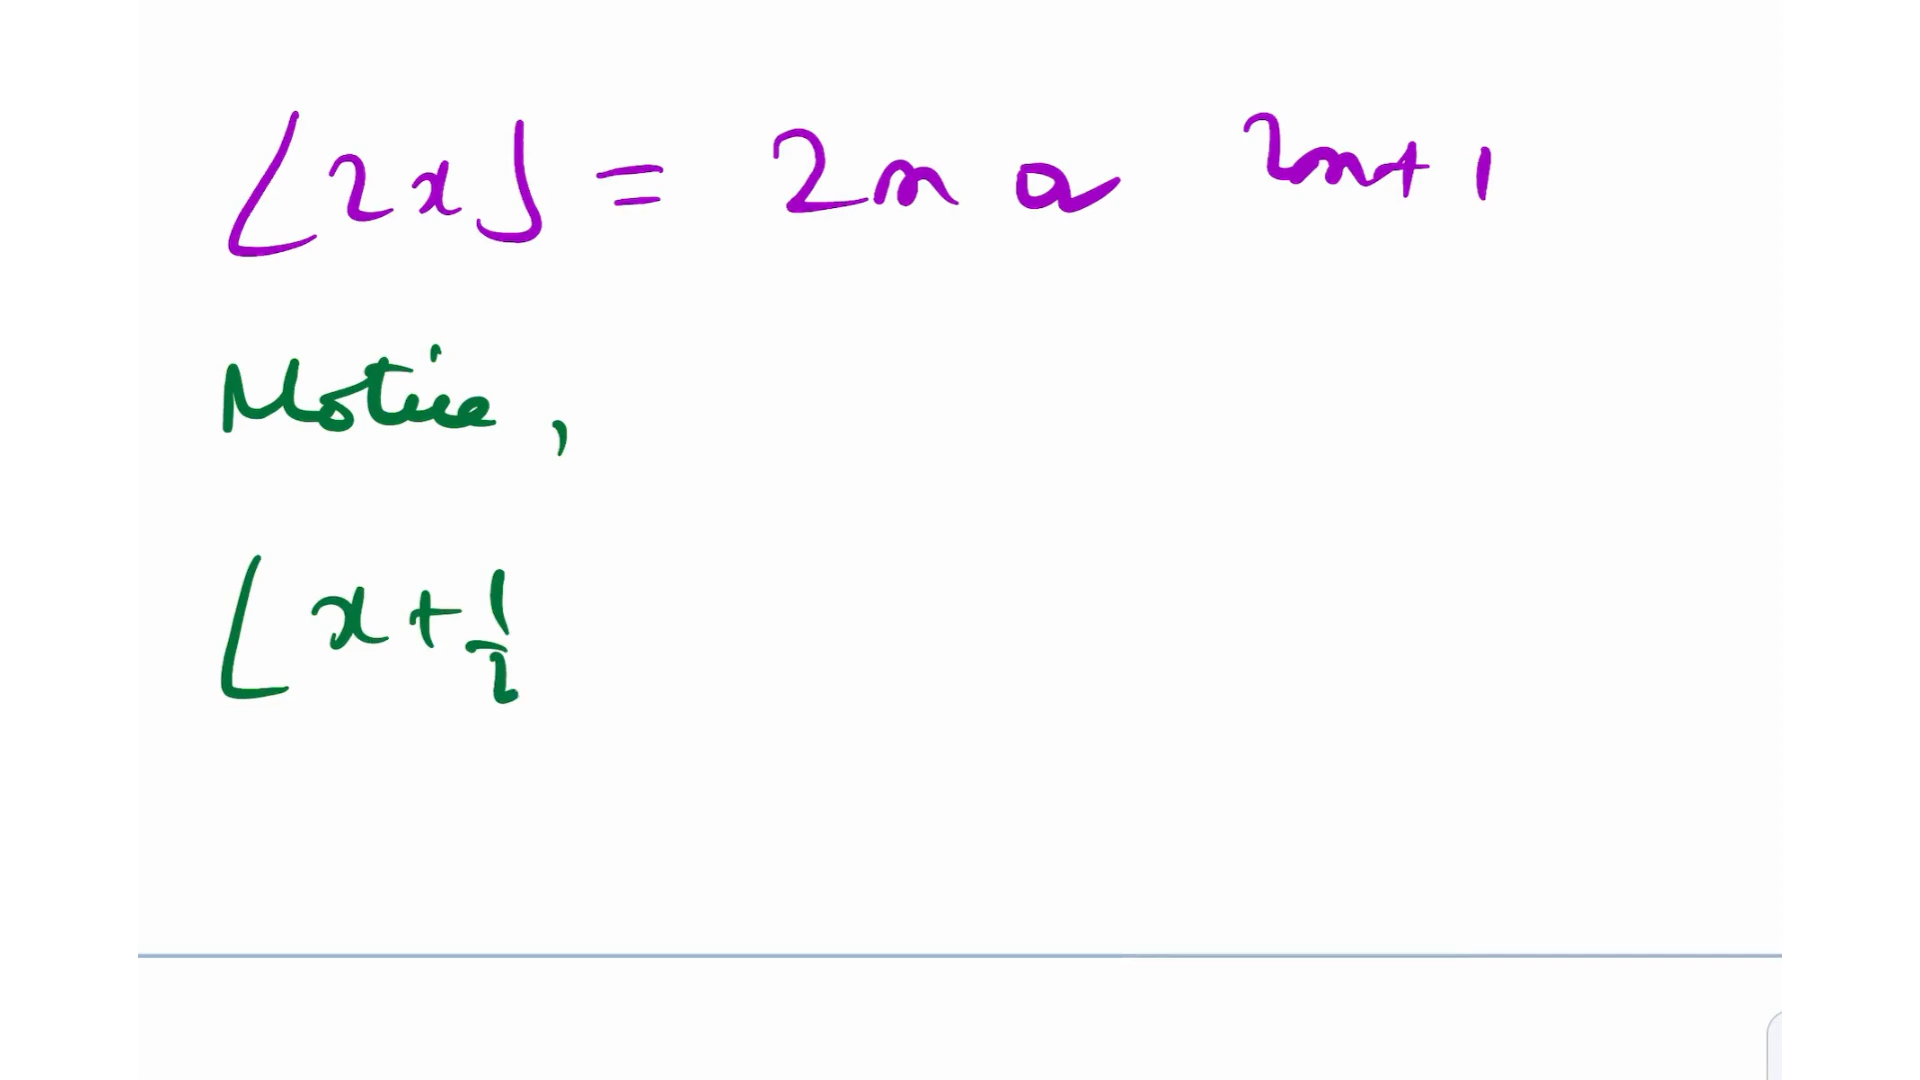 ⌊2x⌋ = 2n or 2n+1
Notice,
⌊x + 1/2